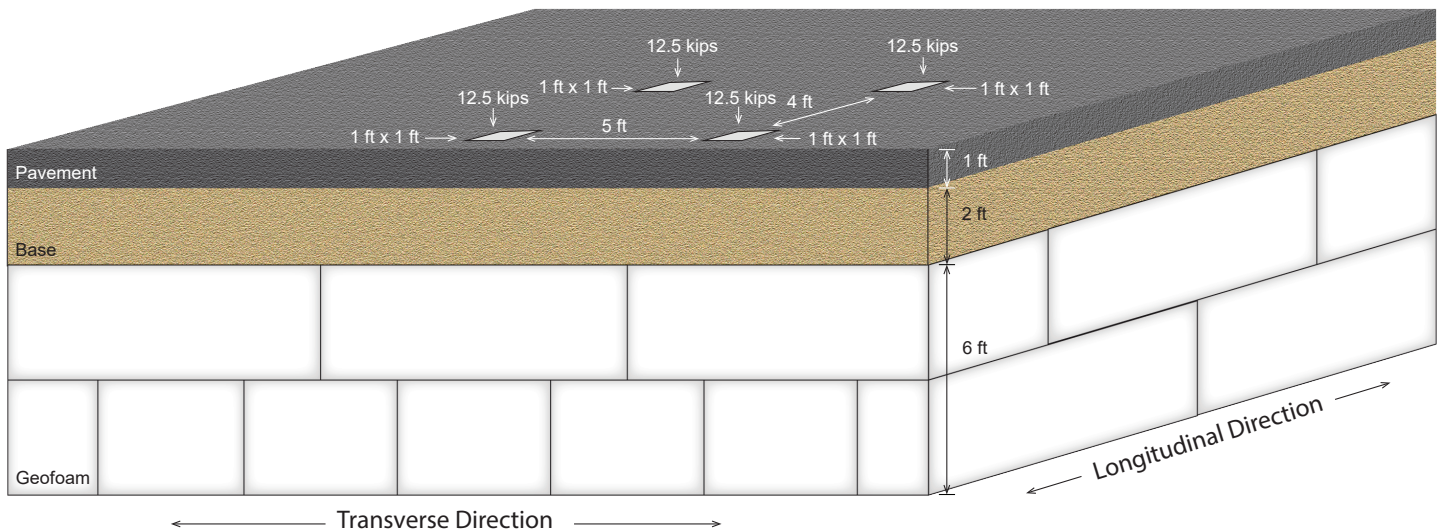 12.5 kips
12.5 kips
1 ft x 1 ft
1 ft x 1 ft
12.5 kips
12.5 kips
4 ft
1 ft x 1 ft
5 ft
1 ft x 1 ft
Pavement
1 ft
2 ft
Base
6 ft
Geofoam
Longitudinal Direction
Transverse Direction